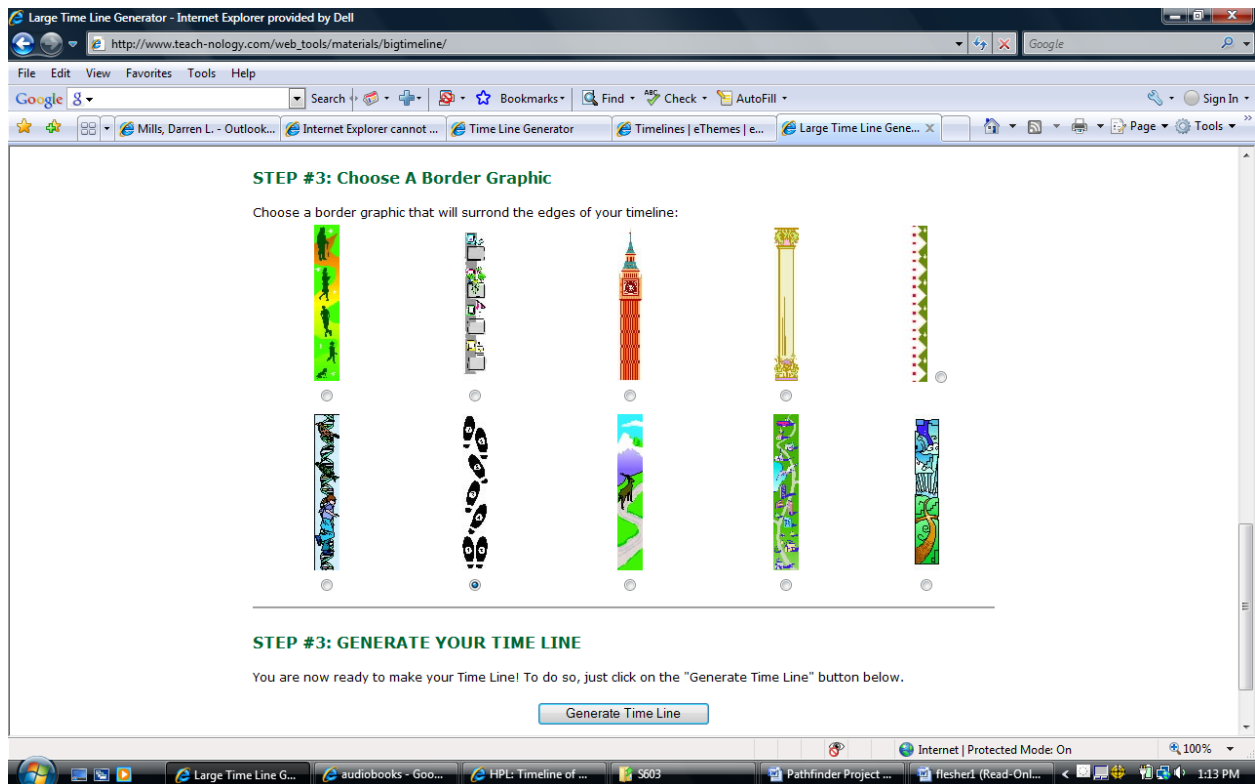 Large Time Line Generator - Internet Explorer provided by Dell
http://www.teach-nology.com/web_tools/materials/bigtimeline/
Google
File Edit View Favorites Tools Help
Google Search Bookmarks Find ABC Check AutoFill Sign In
Mills, Darren L. - Outlook... Internet Explorer cannot ... Time Line Generator Timelines | eThemes | e... Large Time Line Gene... X Page Tools
STEP #3: Choose A Border Graphic
Choose a border graphic that will surrond the edges of your timeline:
STEP #3: GENERATE YOUR TIME LINE
You are now ready to make your Time Line! To do so, just click on the "Generate Time Line" button below.
Generate Time Line
Internet | Protected Mode: On 100%
Large Time Line G... audiobooks - Goo... HPL: Timeline of ... S603 Pathfinder Project ... flesher1 (Read-Onl... 1:13 PM